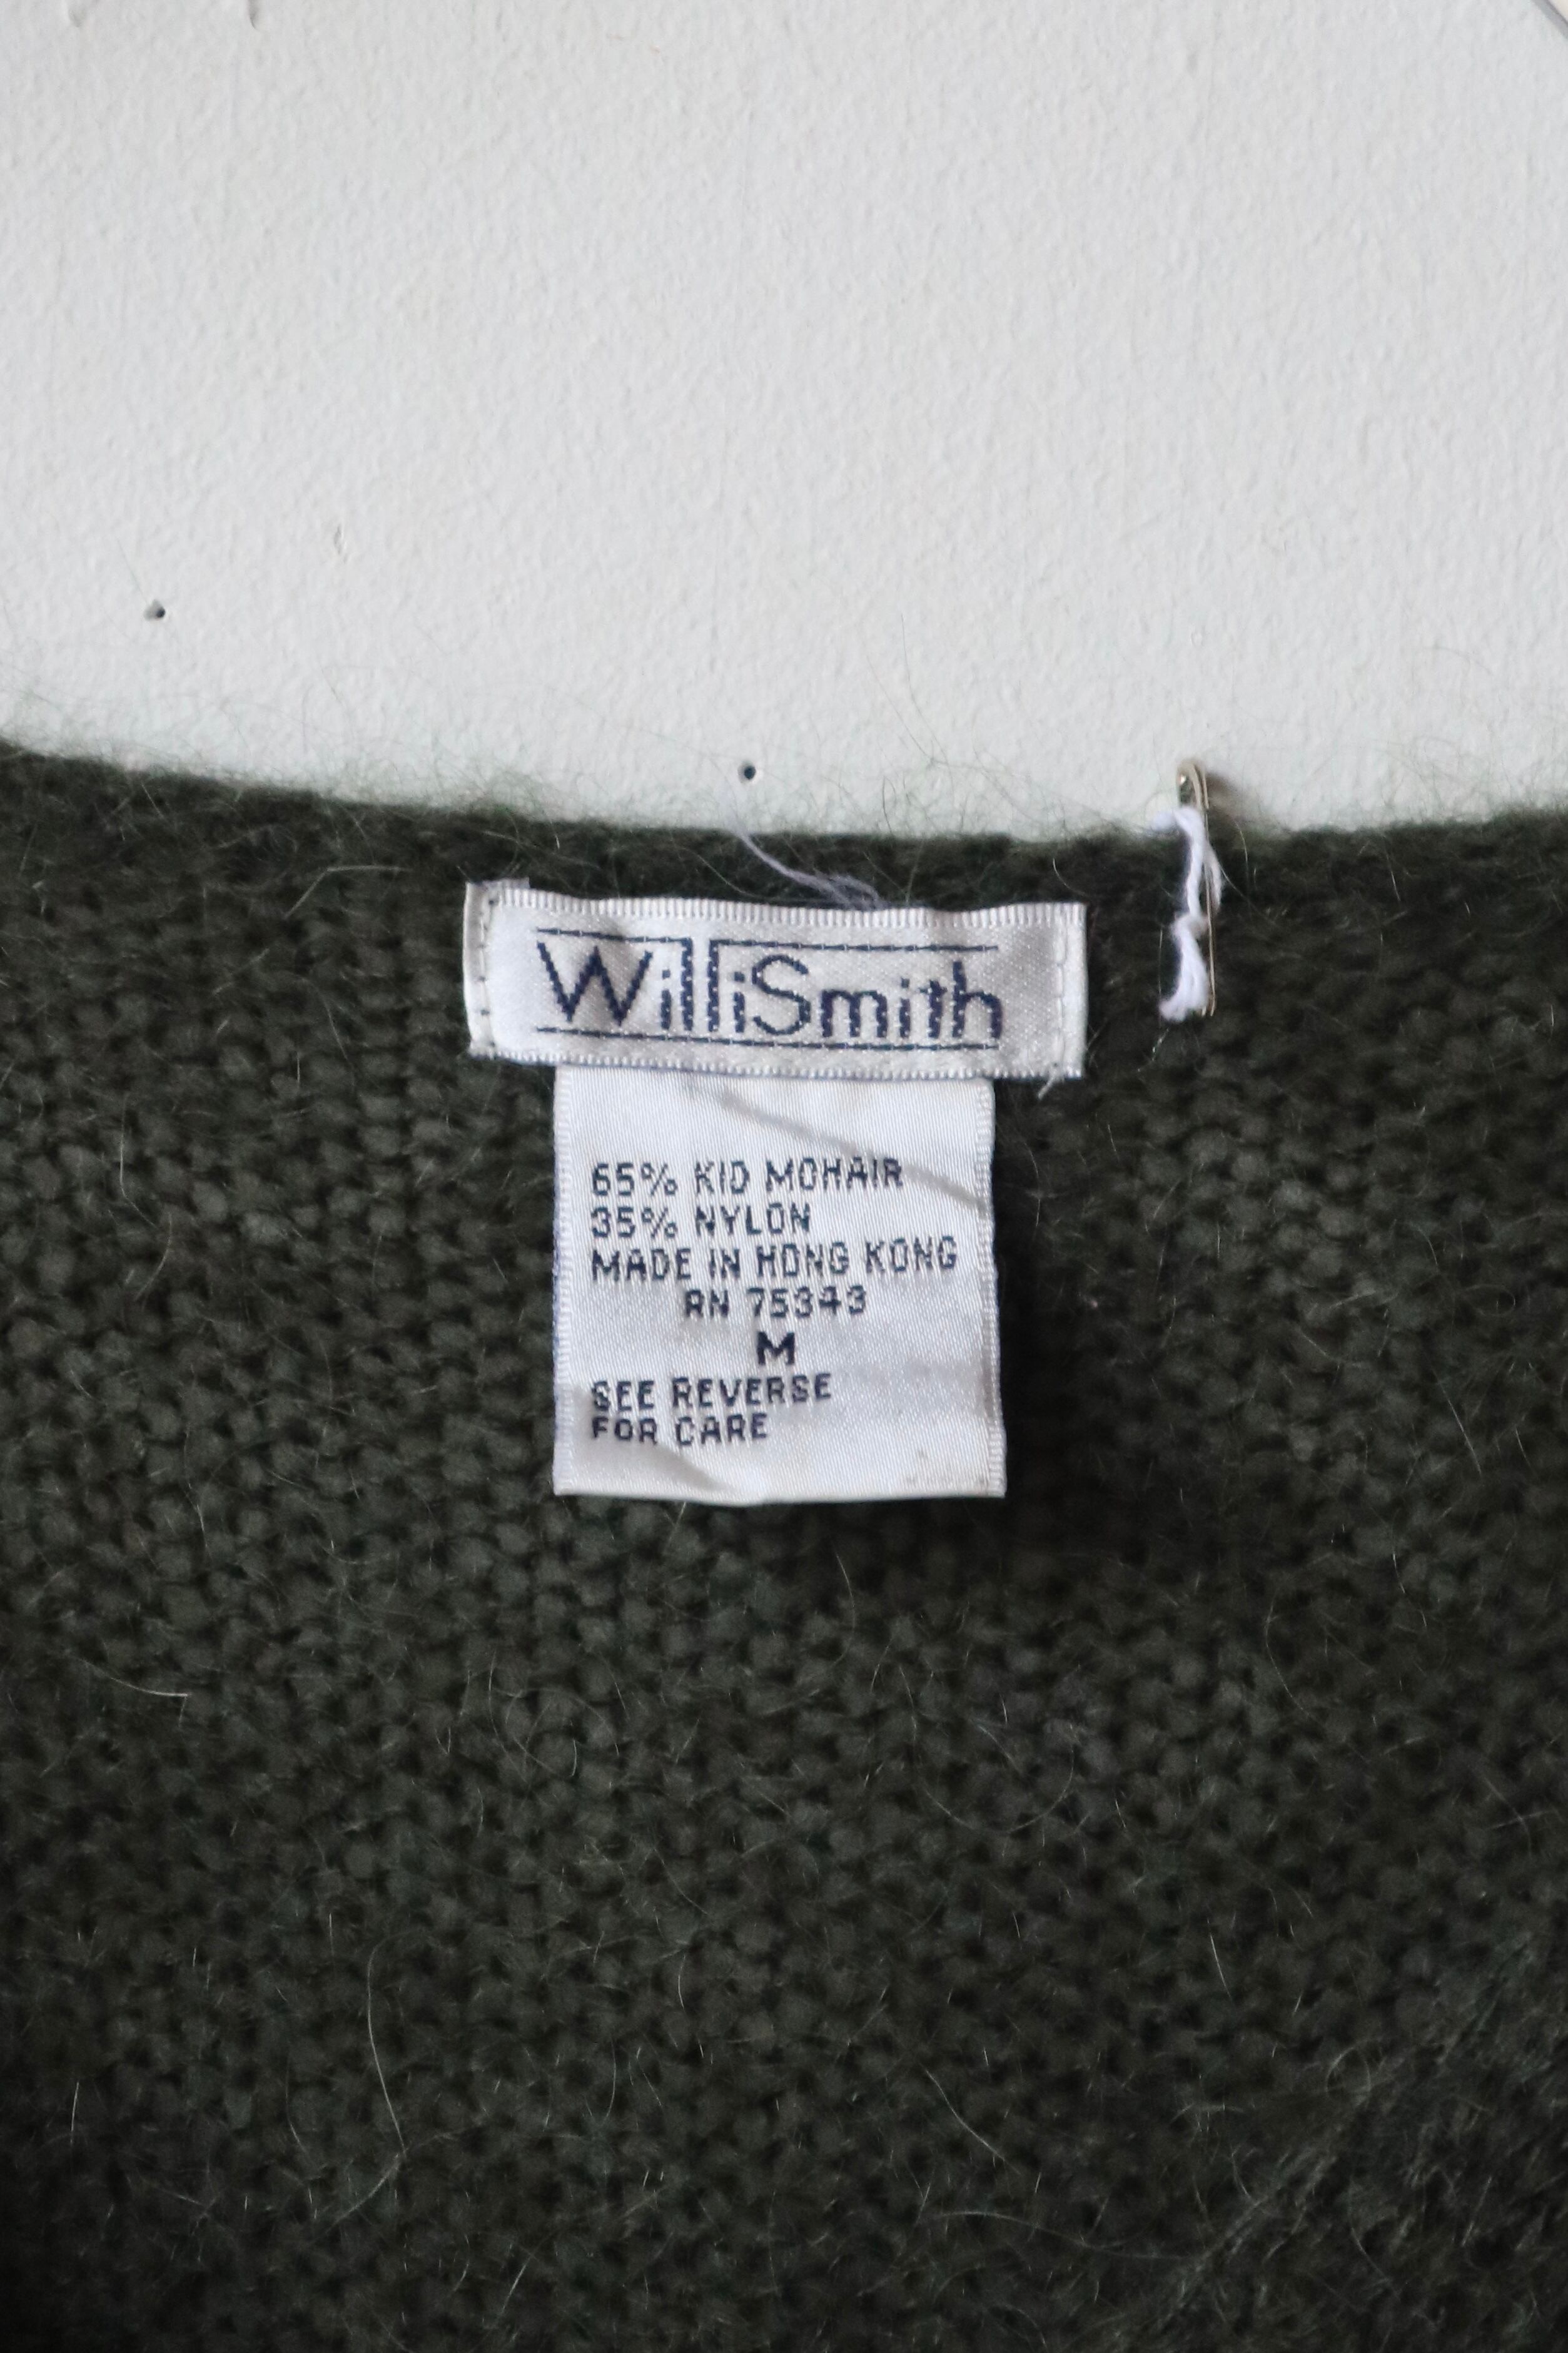 WilliSmith
65% KID MOHAIR
35% NYLON
MADE IN HONG KONG
RN 75343
M
SEE REVERSE
FOR CARE